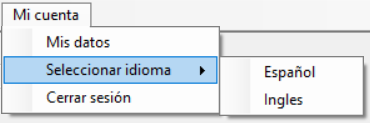 Mi cuenta
Mis datos
Seleccionar idioma
Español
Cerrar sesión
Ingles